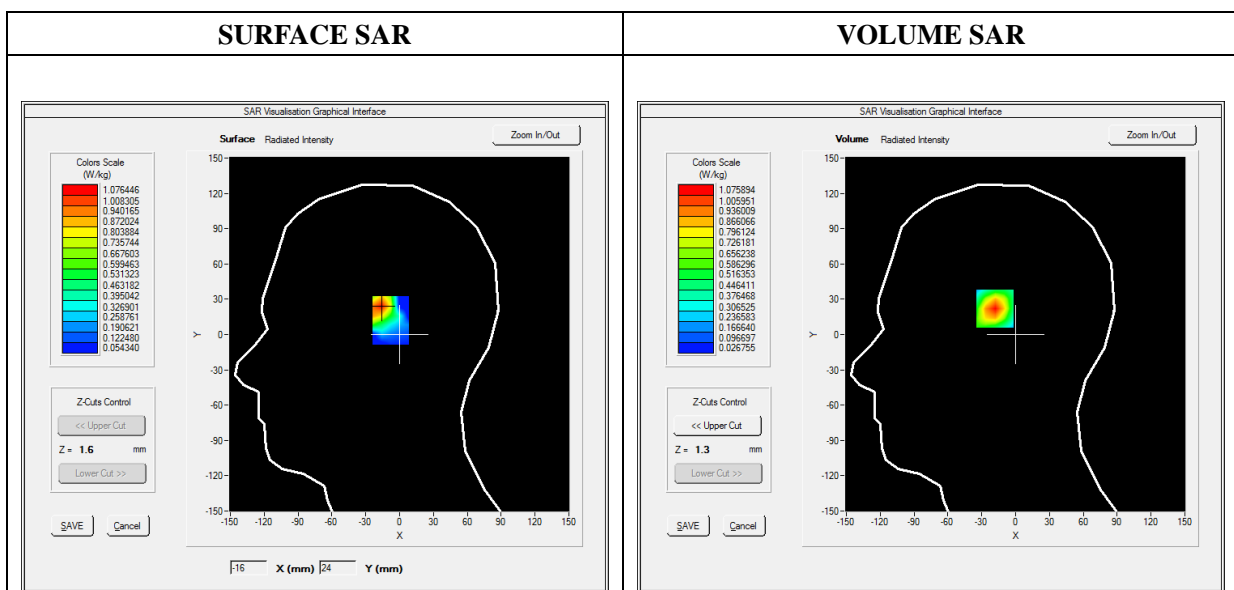 SURFACE SAR
VOLUME SAR
SAR Visualisation Graphical Interface
Surface Radiated Intensity
Zoom In/Out
Colors Scale
(W/kg)
1.076446
1.008305
0.940165
0.872024
0.803884
0.735744
0.667603
0.599463
0.531323
0.463182
0.395042
0.326901
0.258761
0.190621
0.122480
0.054340
Z-Cuts Control
<< Upper Cut
Z = 1.6 mm
Lower Cut >>
SAVE Cancel
150
120
90
60
30
0
-30
-60
-90
-120
-150
Y
-150 -120 -90 -60 -30 0 30 60 90 120 150
X
-16 X (mm) 24 Y (mm)
SAR Visualisation Graphical Interface
Volume Radiated Intensity
Zoom In/Out
Colors Scale
(W/kg)
1.075894
1.005951
0.936009
0.866066
0.796124
0.726181
0.656238
0.586296
0.516353
0.446411
0.376468
0.306525
0.236583
0.166640
0.096697
0.026755
Z-Cuts Control
<< Upper Cut
Z = 1.3 mm
Lower Cut >>
SAVE Cancel
150
120
90
60
30
0
-30
-60
-90
-120
-150
Y
-150 -120 -90 -60 -30 0 30 60 90 120 150
X